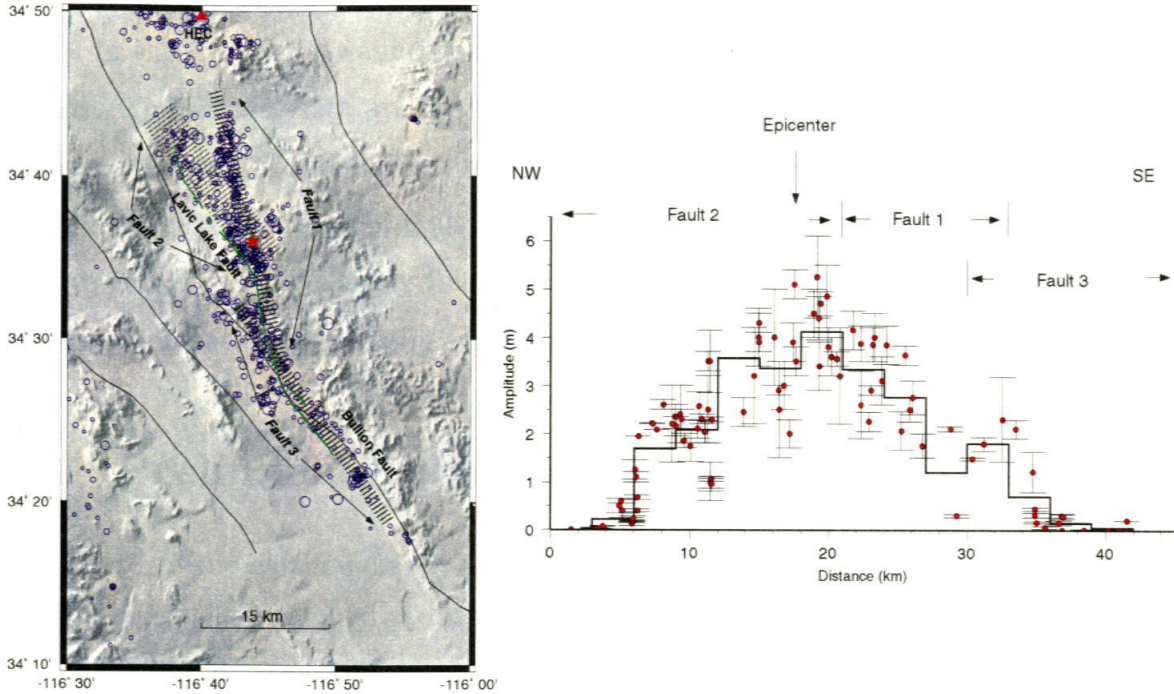 34° 50'
34° 40'
34° 30'
34° 20'
34° 10'
HEC
Fault 1
Lavic Lake Fault
Fault 2
Bullion Fault
Fault 3
15 km
-116° 30'
-116° 40'
-116° 50'
-116° 00'
Epicenter
NW
SE
Fault 2
Fault 1
Fault 3
6
5
4
3
2
1
0
Amplitude (m)
0
10
20
30
40
Distance (km)